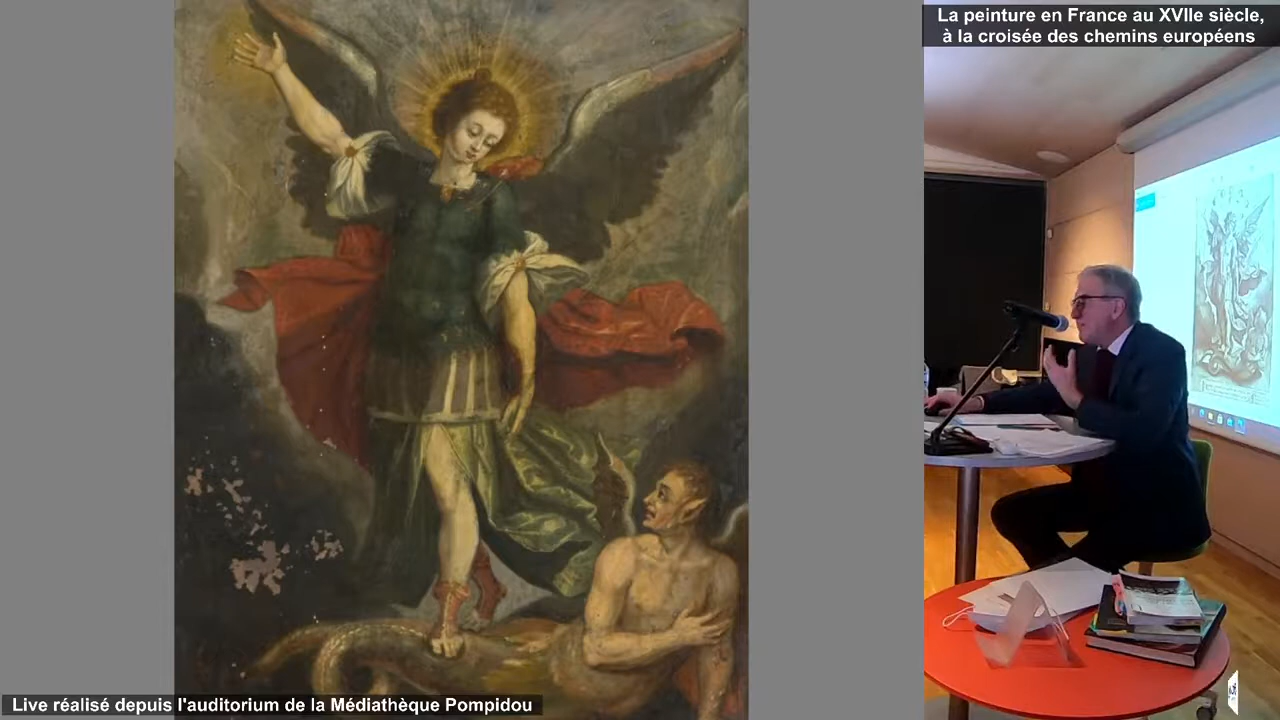 La peinture en France au XVIIe siècle,
à la croisée des chemins européens
Live réalisé depuis l'auditorium de la Médiathèque Pompidou